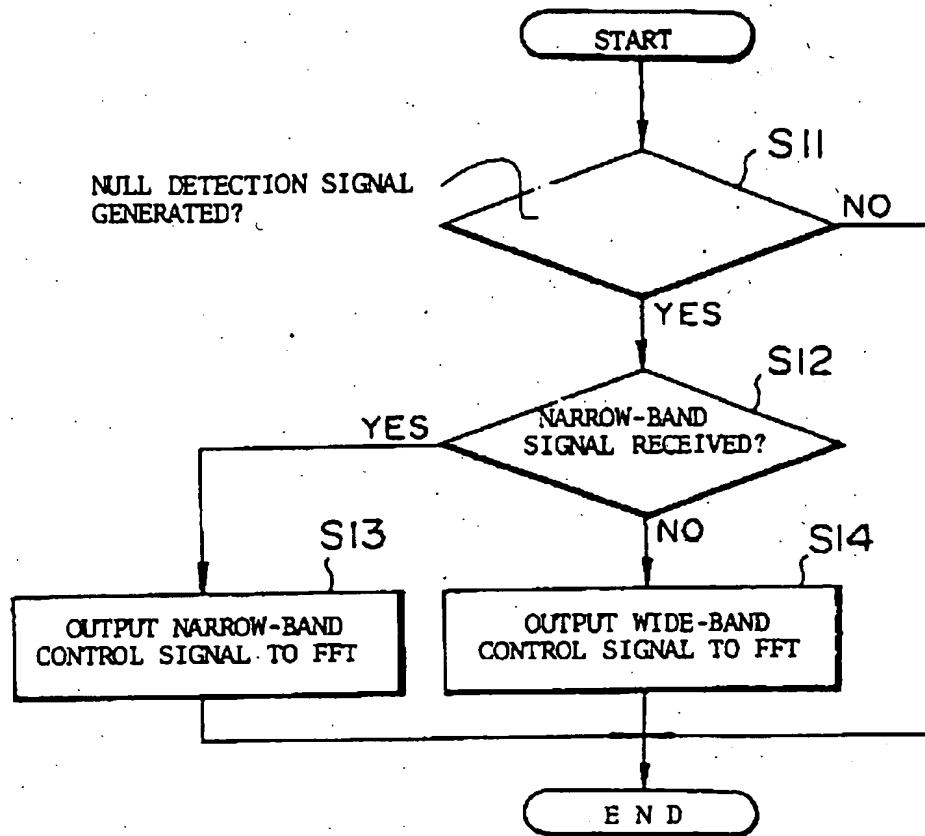 START
S11
NULL DETECTION SIGNAL
GENERATED?
NO
YES
S12
NARROW-BAND
SIGNAL RECEIVED?
YES
NO
S13
S14
OUTPUT NARROW-BAND
CONTROL SIGNAL TO FFT
OUTPUT WIDE-BAND
CONTROL SIGNAL TO FFT
END